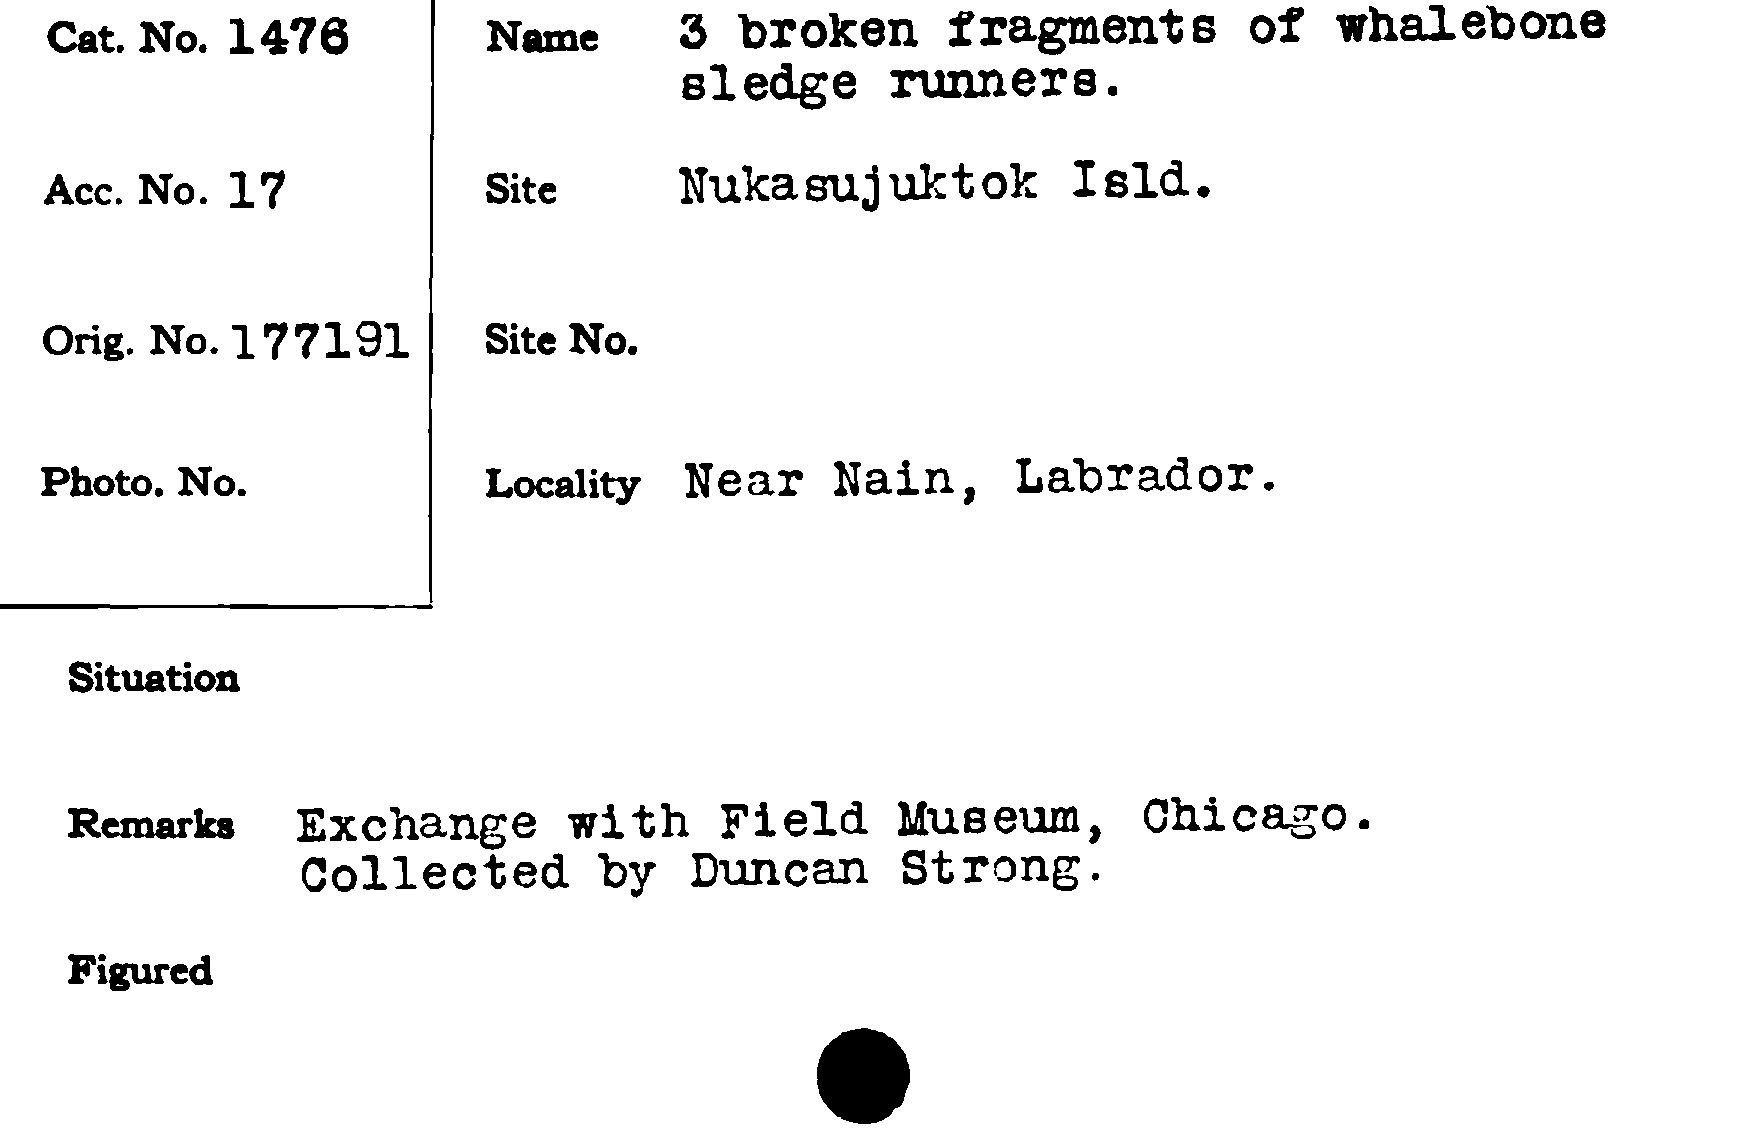 Cat. No. 1476
Name 3 broken fragments of whalebone
sledge runners.
Acc. No. 17
Site Nukasujuktok Isld.
Orig. No. 177191
Site No.
Photo. No.
Locality Near Nain, Labrador.
Situation
Remarks Exchange with Field Museum, Chicago.
Collected by Duncan Strong.
Figured